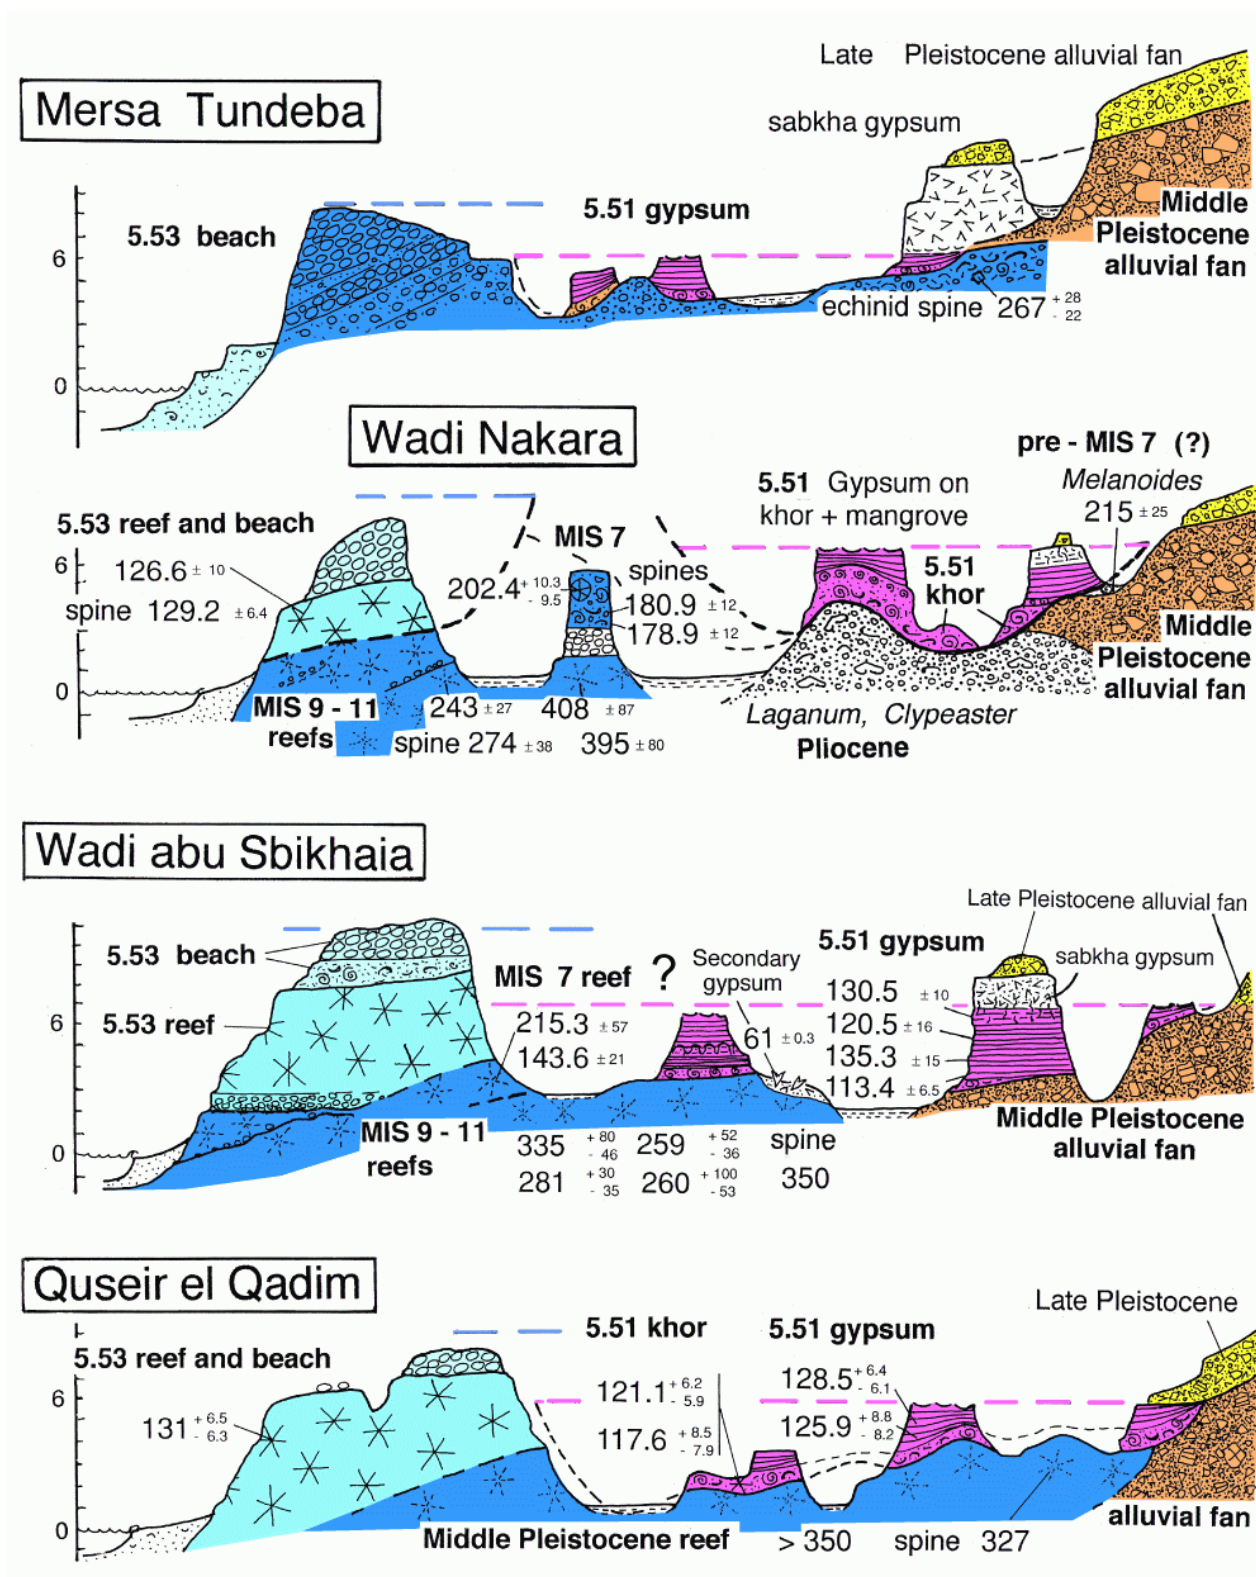 Late Pleistocene alluvial fan
Mersa Tundeba
sabkha gypsum
5.53 beach
5.51 gypsum
Middle
Pleistocene
alluvial fan
6
echinid spine 267 + 28 - 22
0
Wadi Nakara
pre - MIS 7 (?)
Melanoides
215 ± 25
5.51 Gypsum on
khor + mangrove
5.53 reef and beach
MIS 7
6
126.6 ± 10
spine 129.2 ± 6.4
202.4 + 10.3 - 9.5
spines
180.9 ± 12
178.9 ± 12
5.51
khor
Middle
Pleistocene
alluvial fan
0
MIS 9 - 11
reefs
243 ± 27
408 ± 87
spine 274 ± 38
395 ± 80
Laganum, Clypeaster
Pliocene
Wadi abu Sbikhaia
Late Pleistocene alluvial fan
5.53 beach
MIS 7 reef ?
Secondary
gypsum
5.51 gypsum
sabkha gypsum
6
5.53 reef
215.3 ± 57
143.6 ± 21
61 ± 0.3
130.5 ± 10
120.5 ± 16
135.3 ± 15
113.4 ± 6.5
Middle Pleistocene
alluvial fan
0
MIS 9 - 11
reefs
335 + 80 - 46
259 + 52 - 36
spine
281 + 30 - 35
260 + 100 - 53
350
Quseir el Qadim
Late Pleistocene
5.53 reef and beach
5.51 khor
5.51 gypsum
6
131 + 6.5 - 6.3
121.1 + 6.2 - 5.9
117.6 + 8.5 - 7.9
128.5 + 6.4 - 6.1
125.9 + 8.8 - 8.2
0
Middle Pleistocene reef
> 350
spine 327
alluvial fan